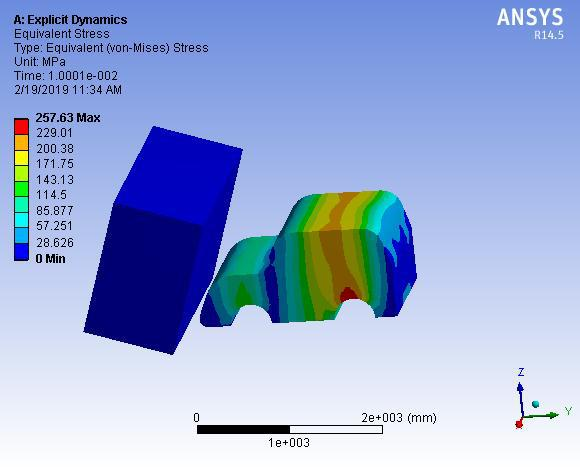 A: Explicit Dynamics
Equivalent Stress
Type: Equivalent (von-Mises) Stress
Unit: MPa
Time: 1.0001e-002
2/19/2019 11:34 AM
ANSYS
R14.5
257.63 Max
229.01
200.38
171.75
143.13
114.5
85.877
57.251
28.626
0 Min
Z
Y
0
2e+003 (mm)
1e+003